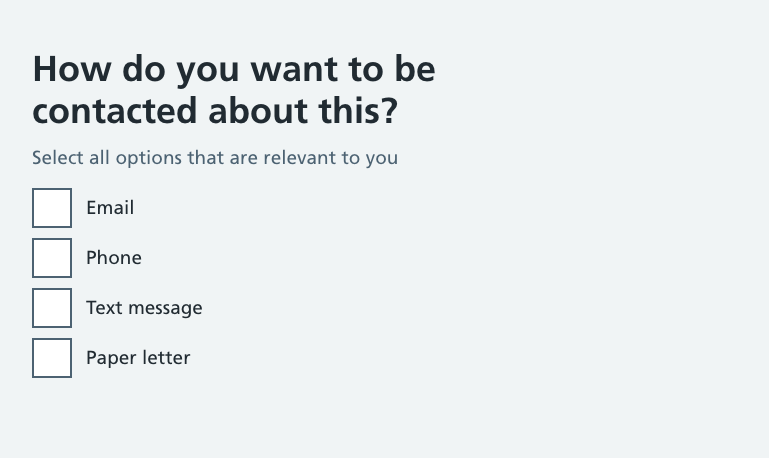 How do you want to be
contacted about this?
Select all options that are relevant to you
Email
Phone
Text message
Paper letter